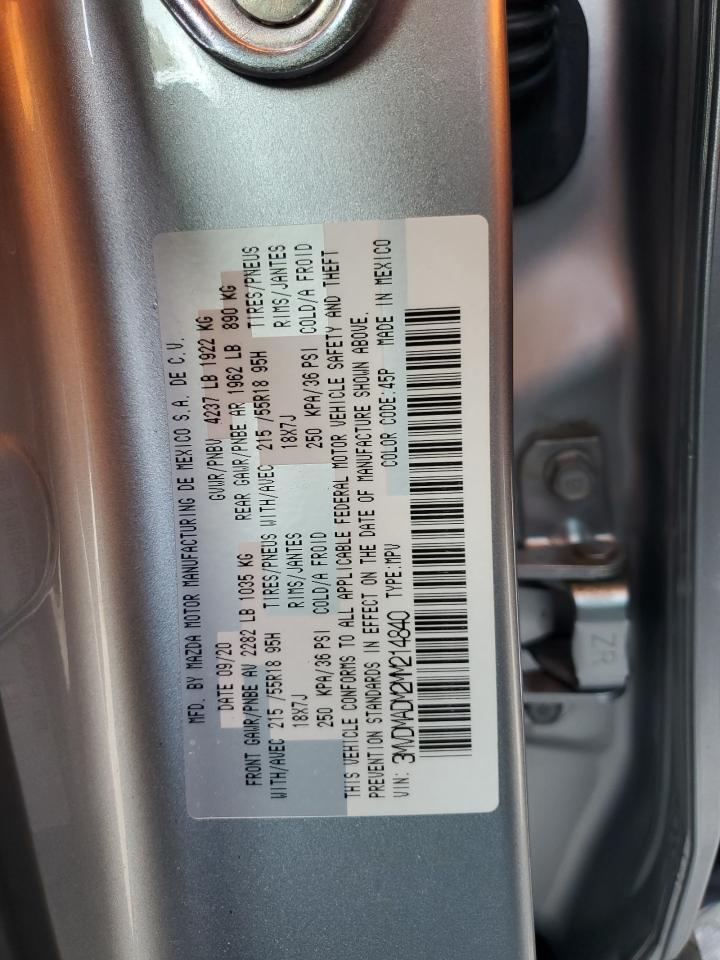 MFD. BY MAZDA MOTOR MANUFACTURING DE MEXICO S.A. DE C.V.
DATE 09/20 GVWR/PNBV 4237 LB 1922 KG
FRONT GAWR/PNBE AV 2282 LB 1035 KG REAR GAWR/PNBE AR 1962 LB 890 KG
WITH/AVEC 215 /55R18 95H TIRES/PNEUS WITH/AVEC 215 /55R18 95H TIRES/PNEUS
18X7J RIMS/JANTES 18X7J RIMS/JANTES
250 KPA/36 PSI COLD/A FROID 250 KPA/36 PSI COLD/A FROID
THIS VEHICLE CONFORMS TO ALL APPLICABLE FEDERAL MOTOR VEHICLE SAFETY AND THEFT
PREVENTION STANDARDS IN EFFECT ON THE DATE OF MANUFACTURE SHOWN ABOVE.
VIN: 3MVDMADM2MM214840 TYPE:MPV COLOR CODE:45P MADE IN MEXICO
ZR